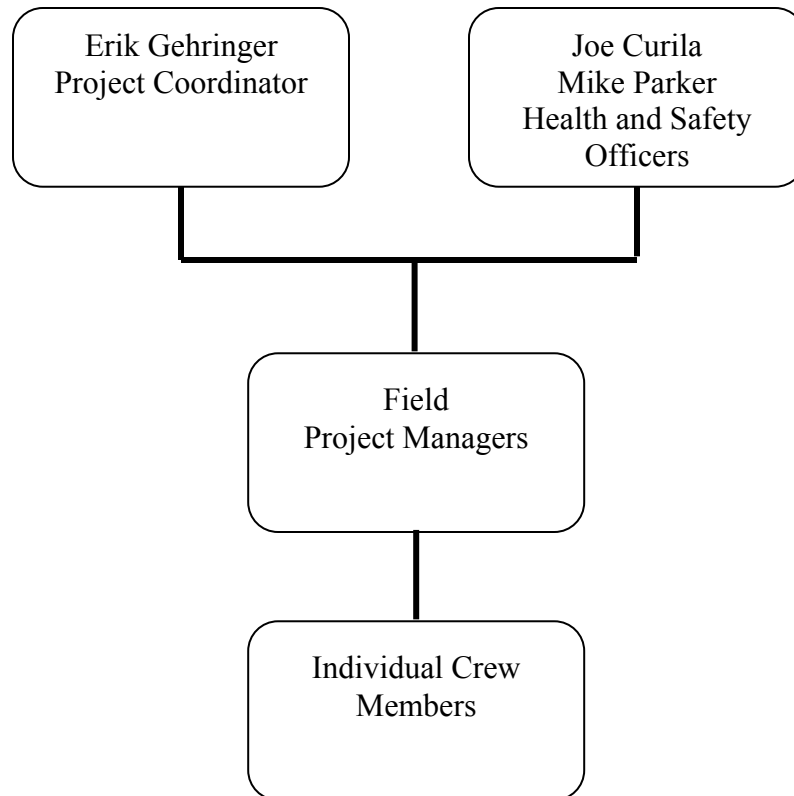 Erik Gehringer
Project Coordinator
Joe Curila
Mike Parker
Health and Safety
Officers
Field
Project Managers
Individual Crew
Members